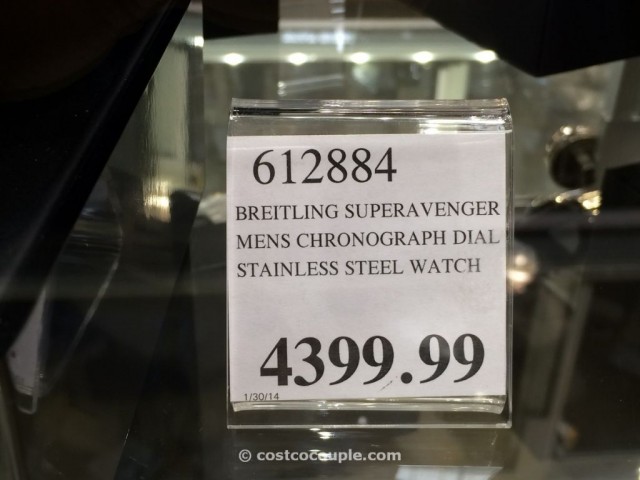 612884
BREITLING SUPERAVENGER
MENS CHRONOGRAPH DIAL
STAINLESS STEEL WATCH
4399.99
1/30/14
© costcocouple.com